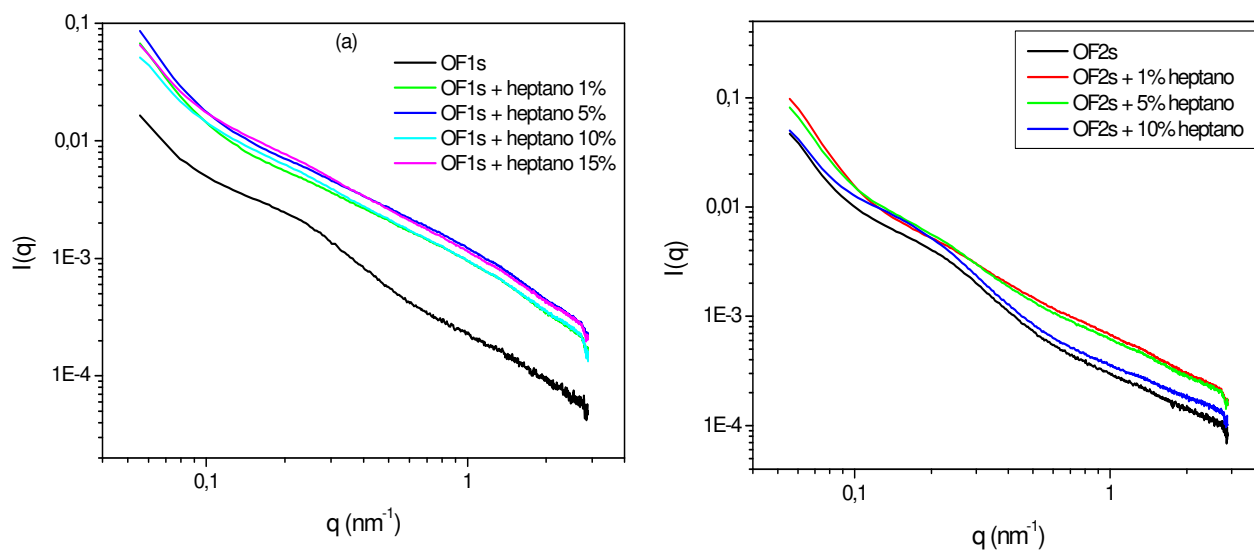 (a)
OF1s
OF1s + heptano 1%
OF1s + heptano 5%
OF1s + heptano 10%
OF1s + heptano 15%
0,1
0,01
1E-3
1E-4
I(q)
0,1
1
q (nm⁻¹)
OF2s
OF2s + 1% heptano
OF2s + 5% heptano
OF2s + 10% heptano
0,1
0,01
1E-3
1E-4
I(q)
0,1
1
q (nm⁻¹)